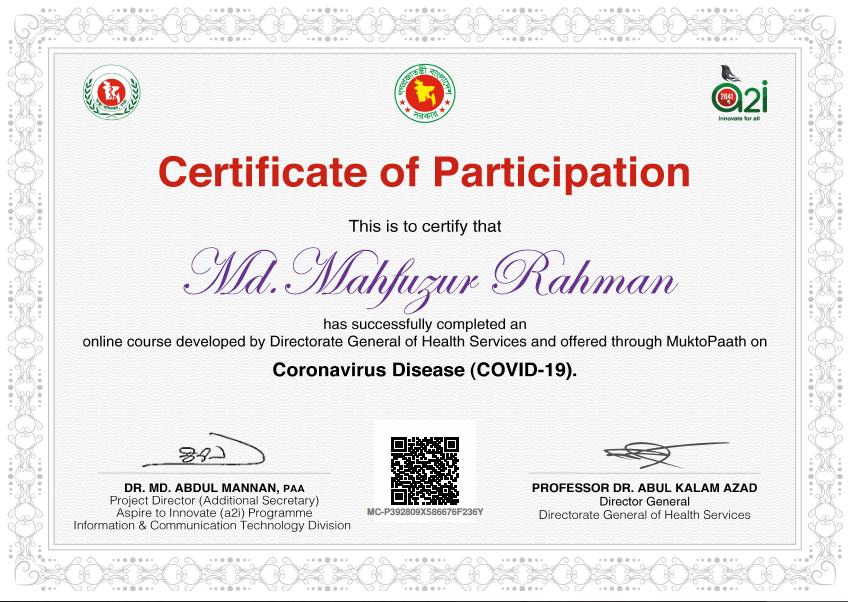 গণপ্রজাতন্ত্রী বাংলাদেশ
সরকার
2041
a2i
Innovate for all
Certificate of Participation
This is to certify that
Md. Mahfuzur Rahman
has successfully completed an
online course developed by Directorate General of Health Services and offered through MuktoPaath on
Coronavirus Disease (COVID-19).
DR. MD. ABDUL MANNAN, PAA
Project Director (Additional Secretary)
Aspire to Innovate (a2i) Programme
Information & Communication Technology Division
MC-P392809X586676F236Y
PROFESSOR DR. ABUL KALAM AZAD
Director General
Directorate General of Health Services